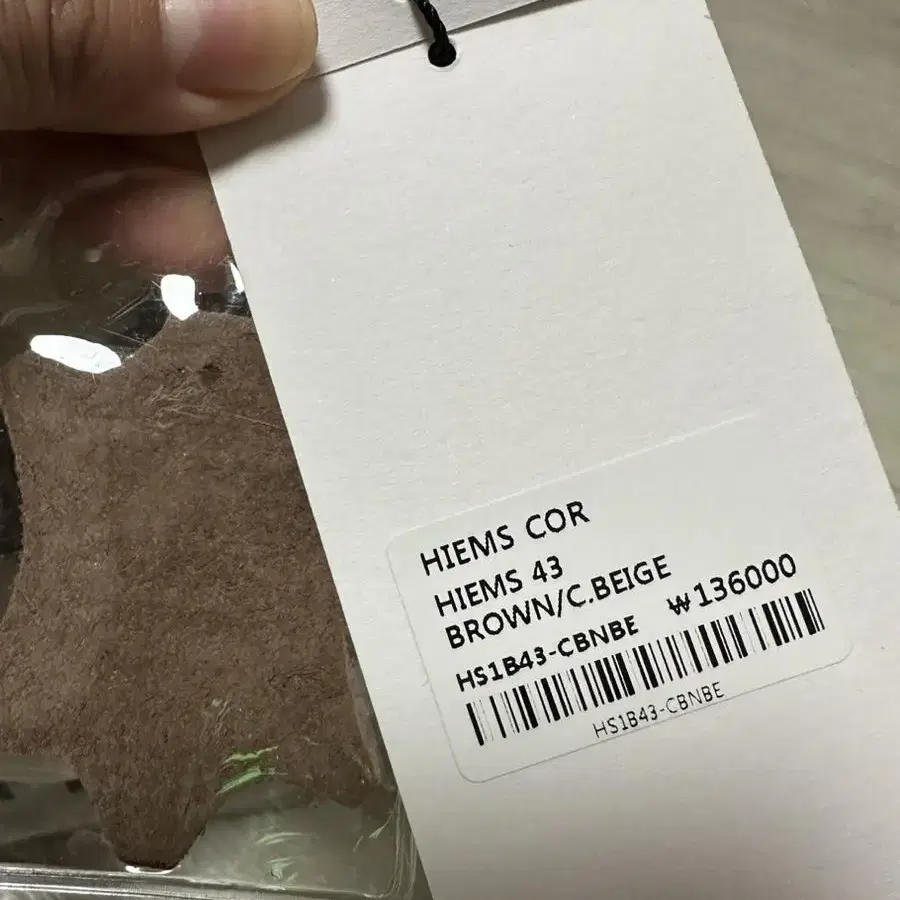 HIEMS COR
HIEMS 43
BROWN/C.BEIGE
HS1B43-CBNBE ₩136000
HS1B43-CBNBE